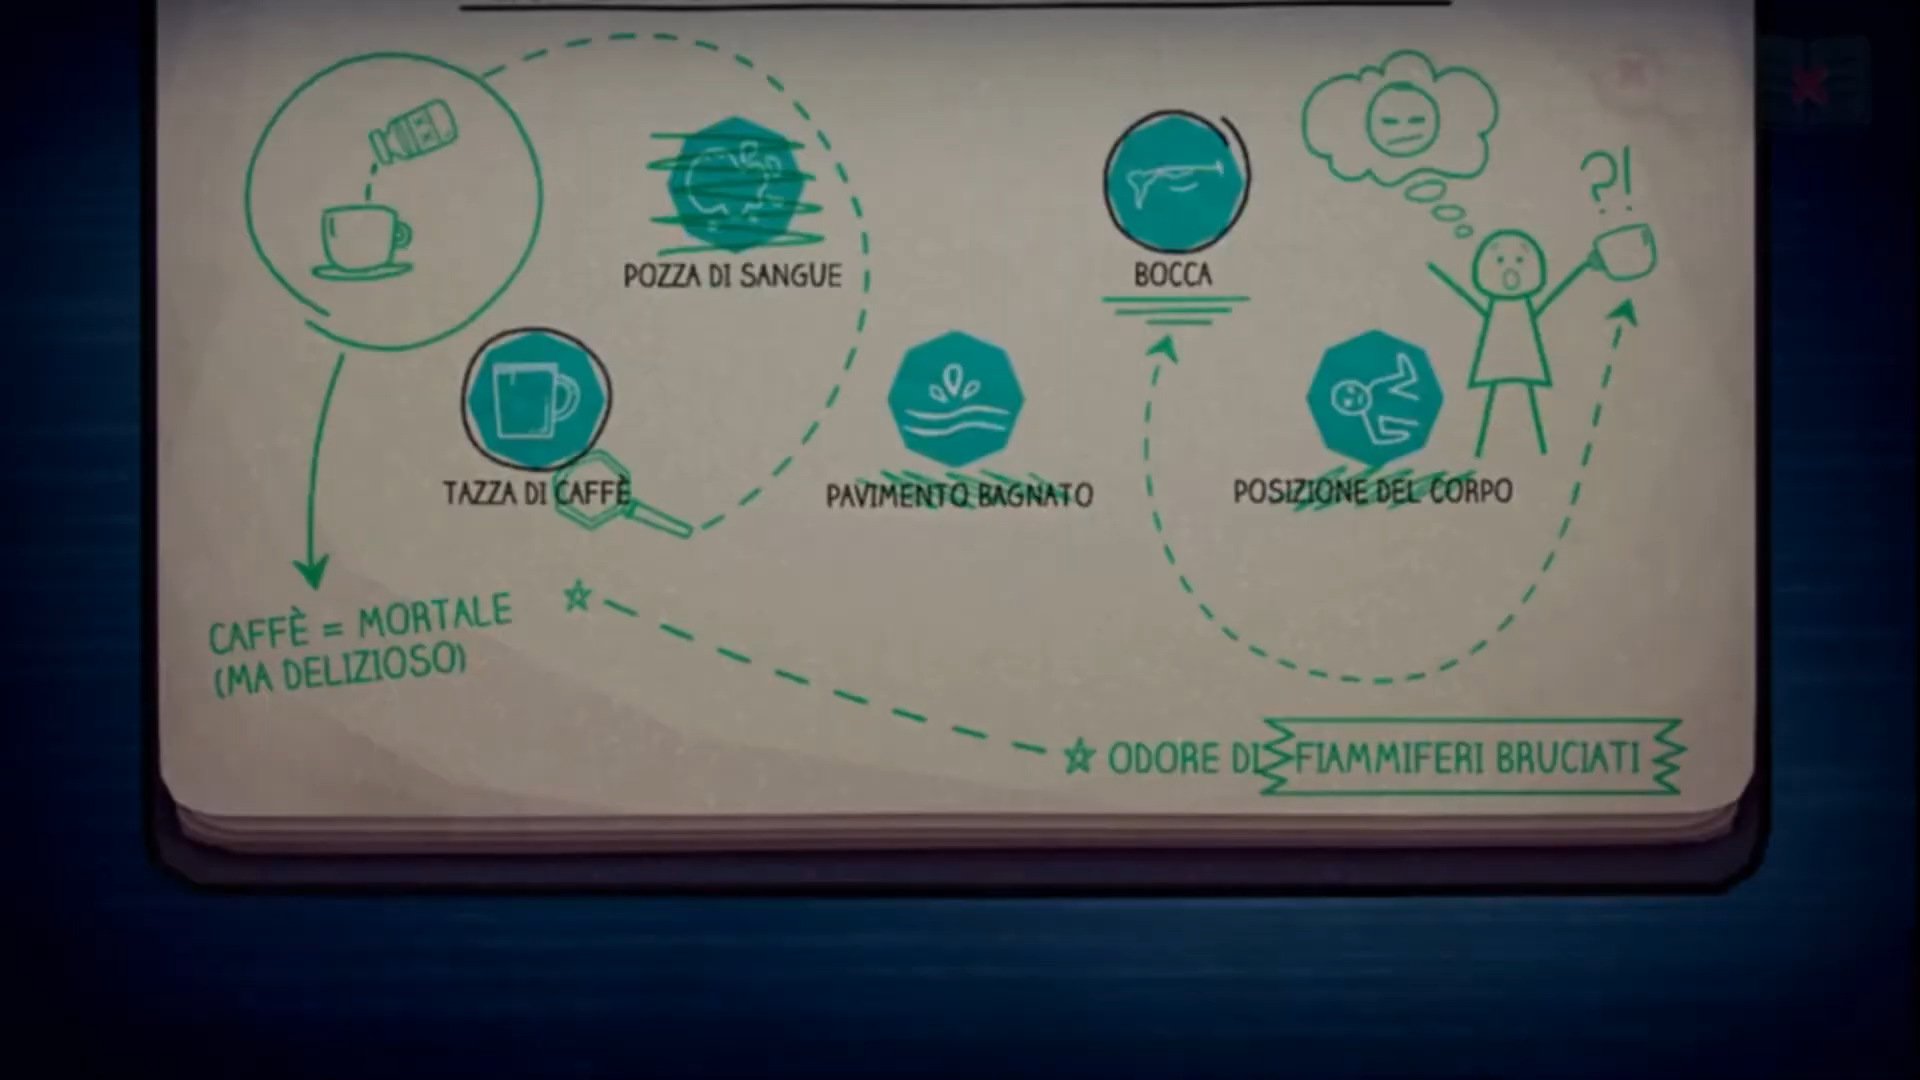 ?!
POZZA DI SANGUE
BOCCA
TAZZA DI CAFFÈ
PAVIMENTO BAGNATO
POSIZIONE DEL CORPO
CAFFÈ = MORTALE
(MA DELIZIOSO)
ODORE DI FIAMMIFERI BRUCIATI